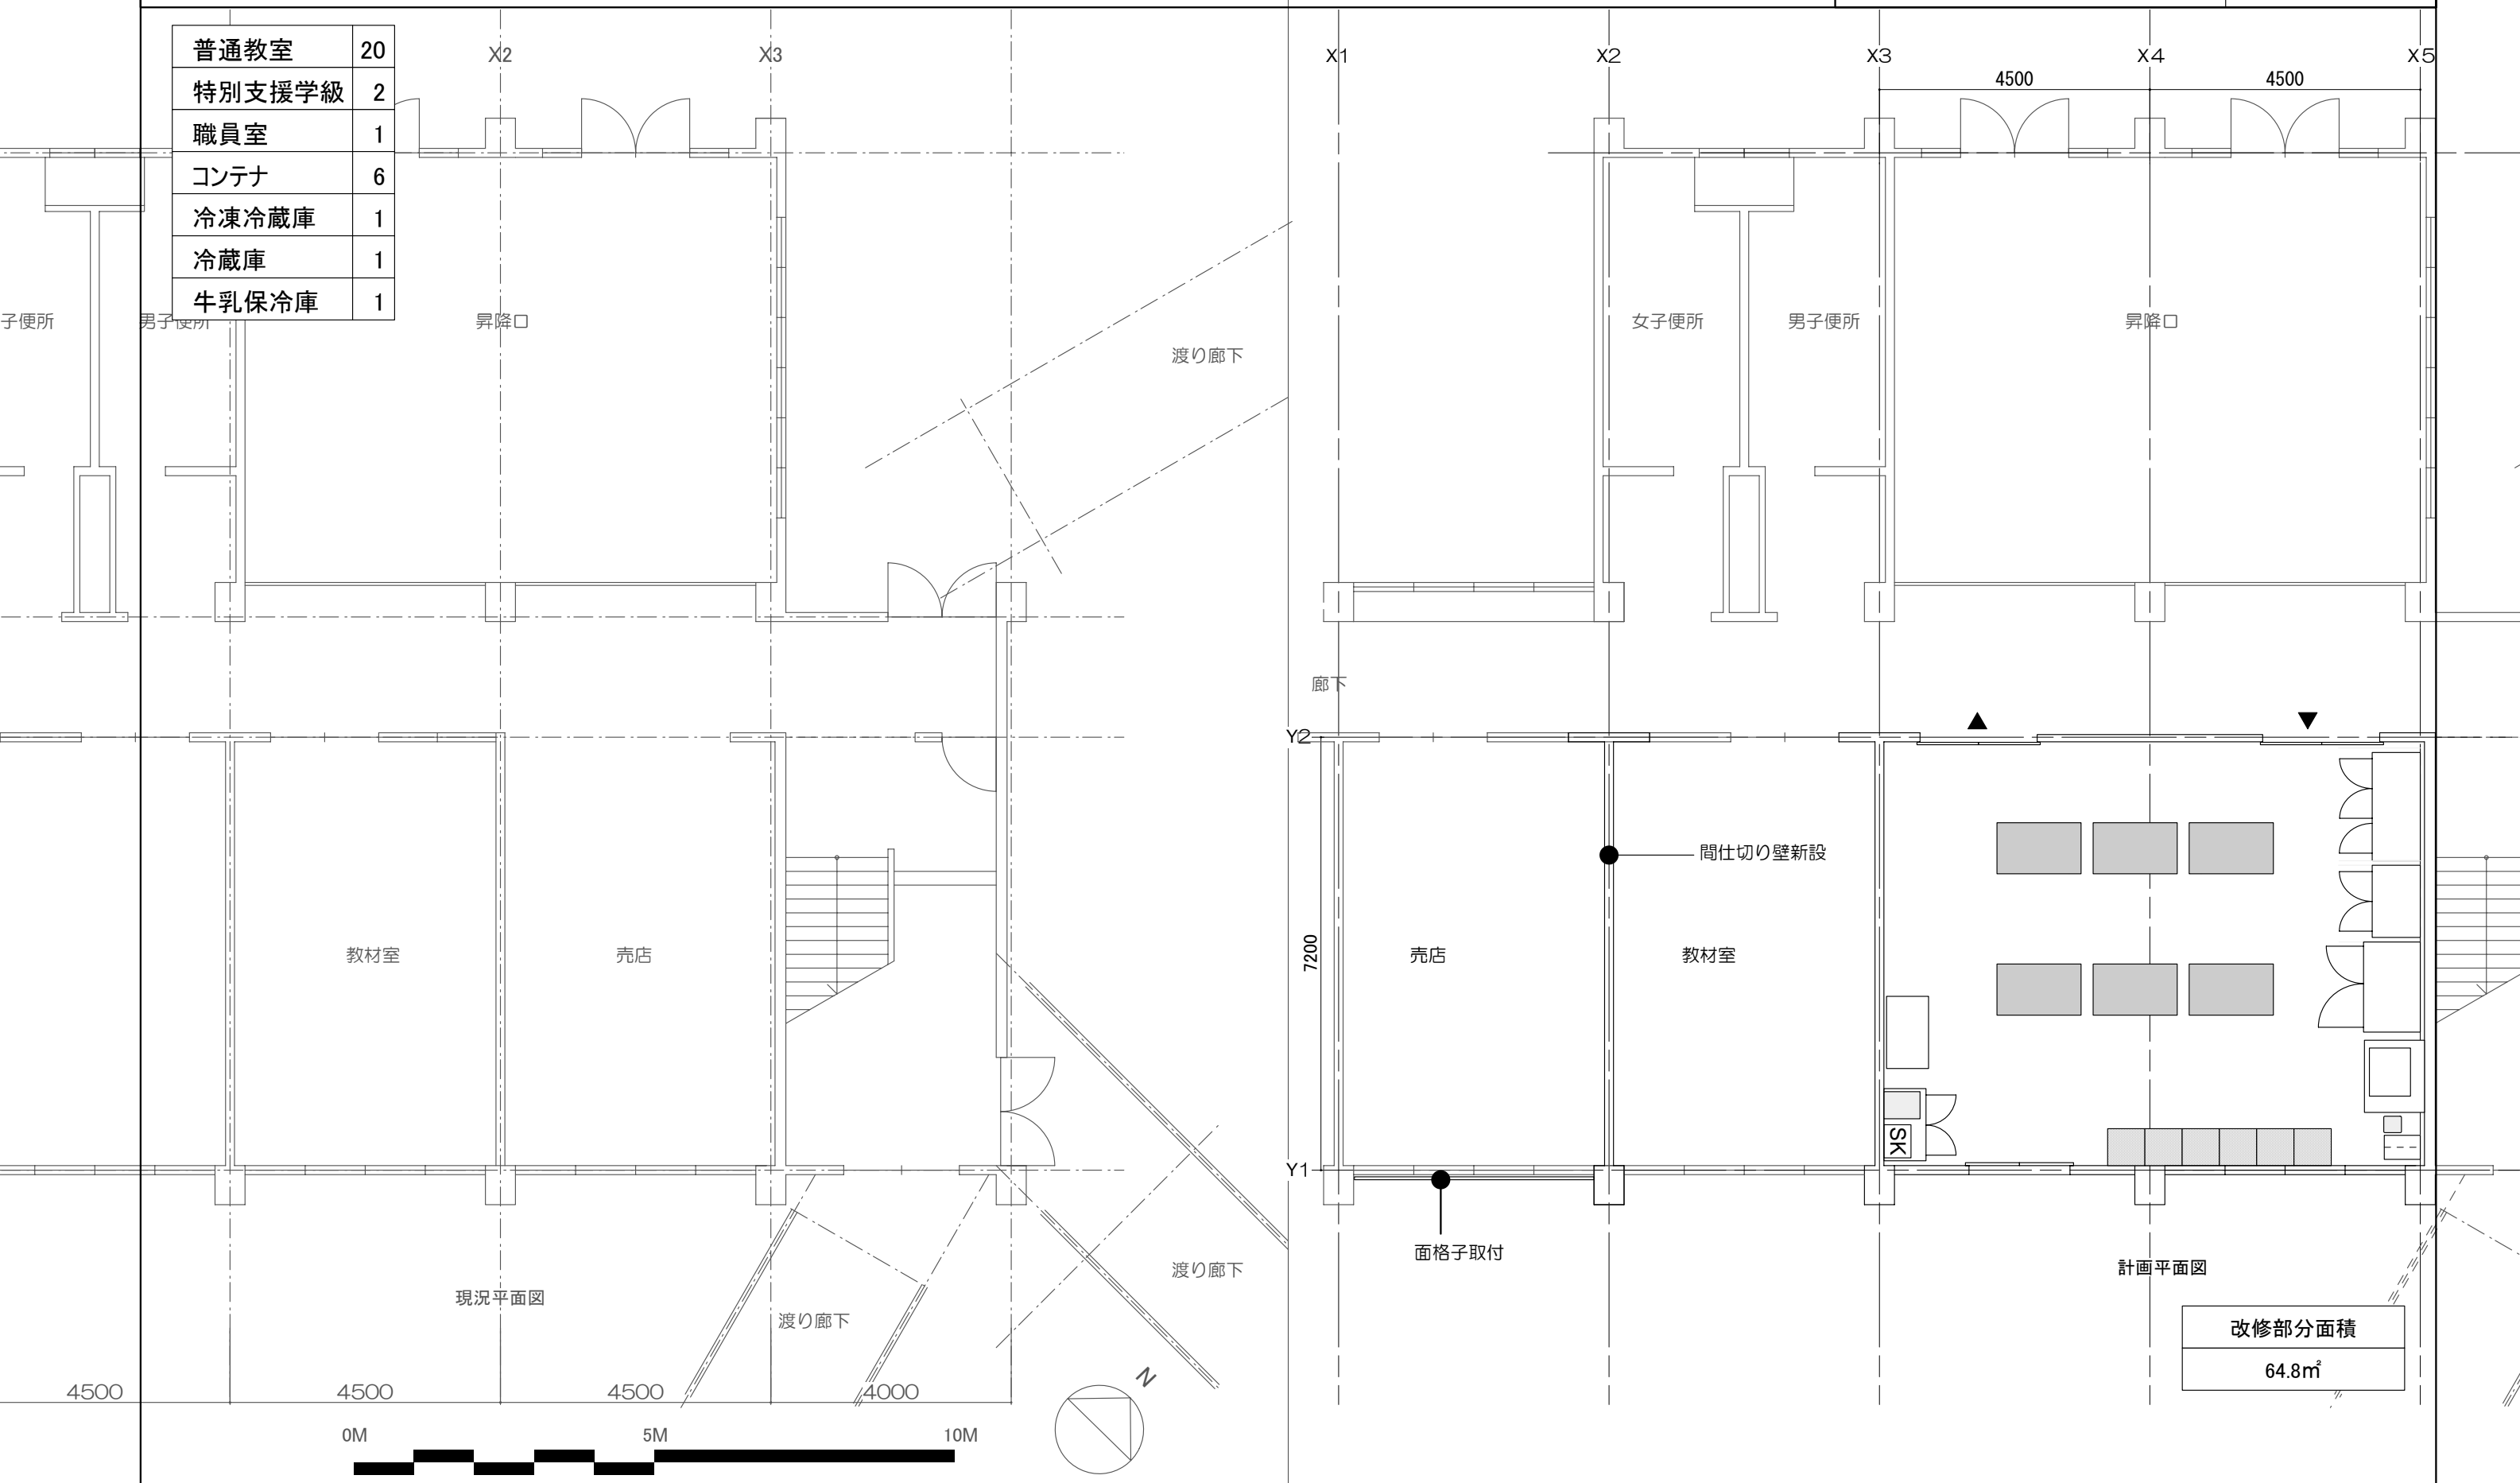 普通教室 20
特別支援学級 2
職員室 1
コンテナ 6
冷凍冷蔵庫 1
冷蔵庫 1
牛乳保冷庫 1
X2
X3
X1
X2
X3
X4
X5
4500
4500
子便所
男子便所
昇降口
渡り廊下
女子便所
男子便所
昇降口
廊下
Y2
間仕切り壁新設
7200
教材室
売店
売店
教材室
SK
Y1
面格子取付
渡り廊下
計画平面図
現況平面図
渡り廊下
改修部分面積
64.8㎡
4500
4500
4500
4000
N
0M
5M
10M